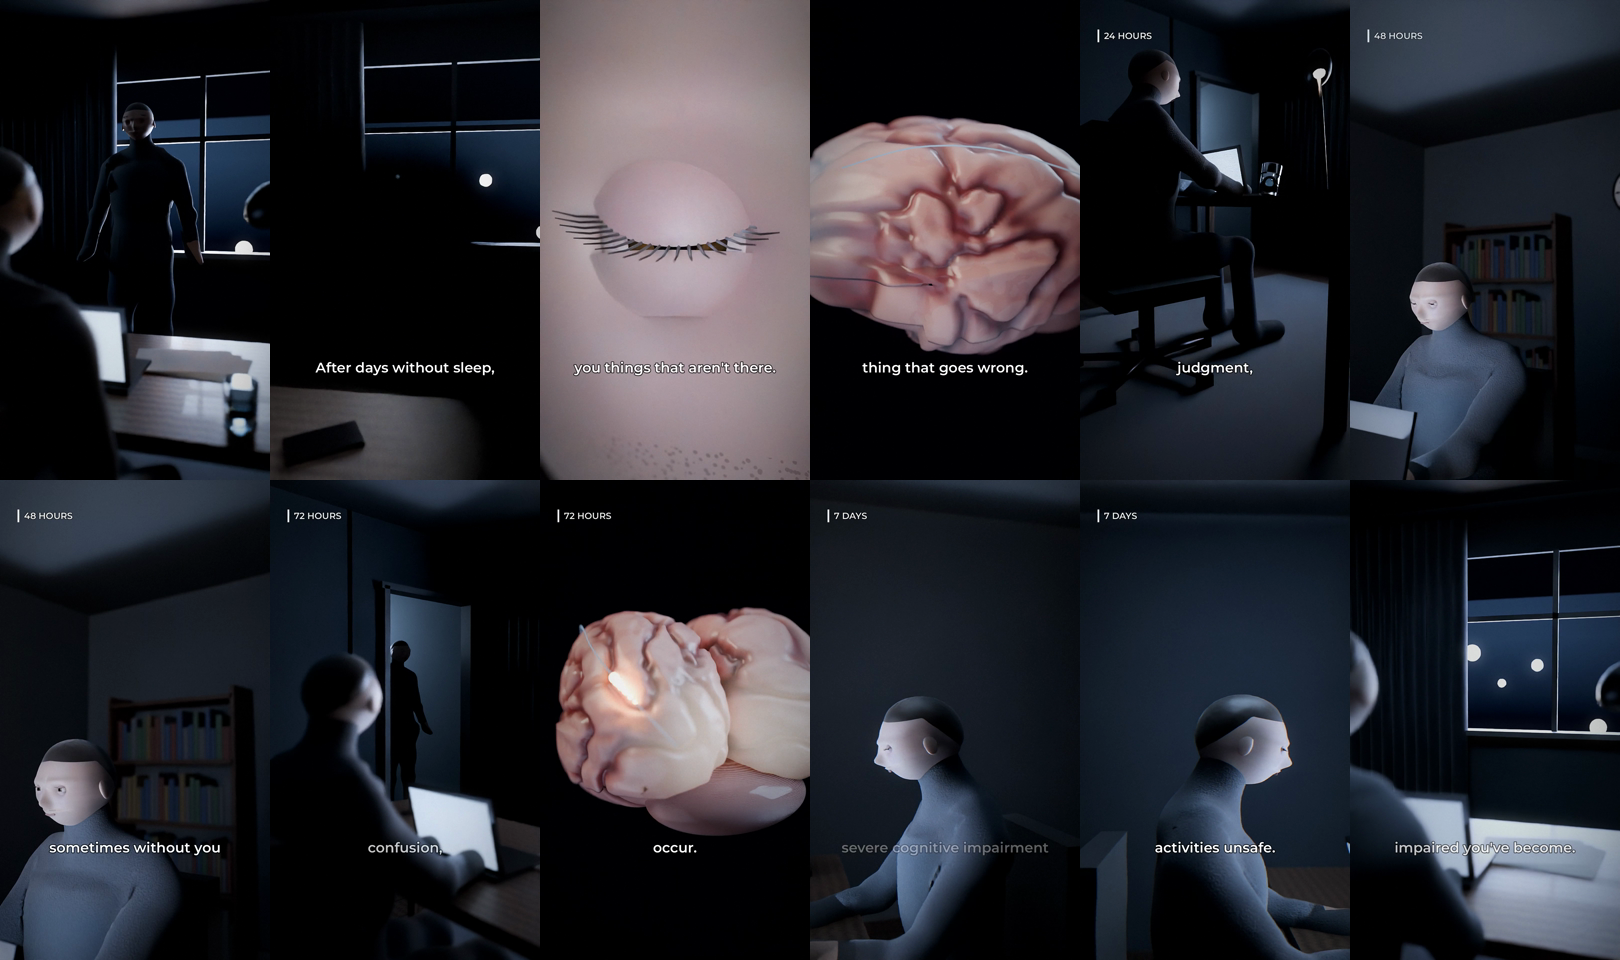 After days without sleep,
you things that aren't there.
thing that goes wrong.
24 HOURS
judgment,
48 HOURS
48 HOURS
sometimes without you
72 HOURS
confusion,
72 HOURS
occur.
7 DAYS
severe cognitive impairment
7 DAYS
activities unsafe.
impaired you've become.